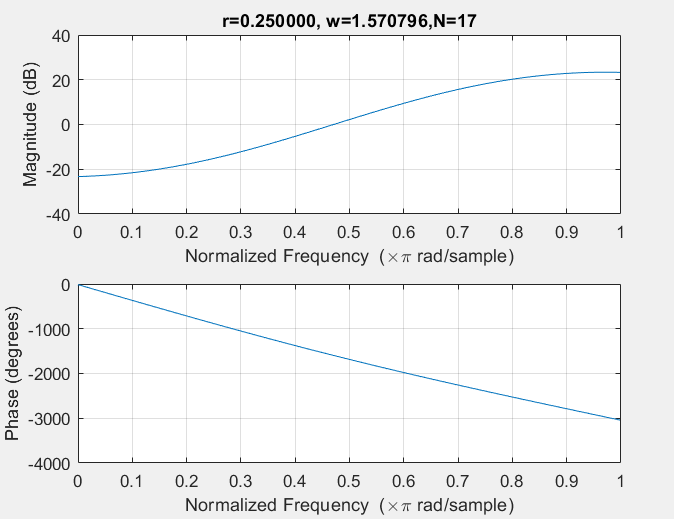 r=0.250000, w=1.570796,N=17
Magnitude (dB)
40
20
0
-20
-40
0 0.1 0.2 0.3 0.4 0.5 0.6 0.7 0.8 0.9 1
Normalized Frequency (×π rad/sample)
Phase (degrees)
0
-1000
-2000
-3000
-4000
0 0.1 0.2 0.3 0.4 0.5 0.6 0.7 0.8 0.9 1
Normalized Frequency (×π rad/sample)